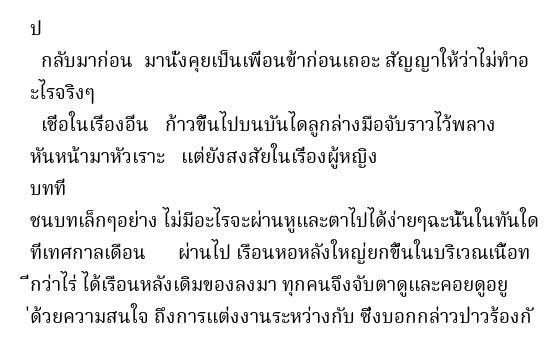 ป
กลับมาก่อน มานั่งคุยเป็นเพื่อนข้าก่อนเถอะ สัญญาให้ว่าไม่ทำอ
ะไรจริงๆ
เชื่อในเรื่องอื่น ก้าวขึ้นไปบนบันไดลูกล่างมือจับราวไว้พลาง
หันหน้ามาหัวเราะ แต่ยังสงสัยในเรื่องผู้หญิง
บทที่
ชนบทเล็กๆอย่าง ไม่มีอะไรจะผ่านหูและตาไปได้ง่ายๆฉะนั้นในทันใด
ที่เทศกาลเดือน ผ่านไป เรือนหอหลังใหญ่ยกขึ้นในบริเวณเนื้อท
ี่กว่าไร่ ได้เรือนหลังเดิมของลงมา ทุกคนจึงจับตาดูและคอยดูอยู
่ด้วยความสนใจ ถึงการแต่งงานระหว่างกับ ซึ่งบอกกล่าวป่าวร้องกั